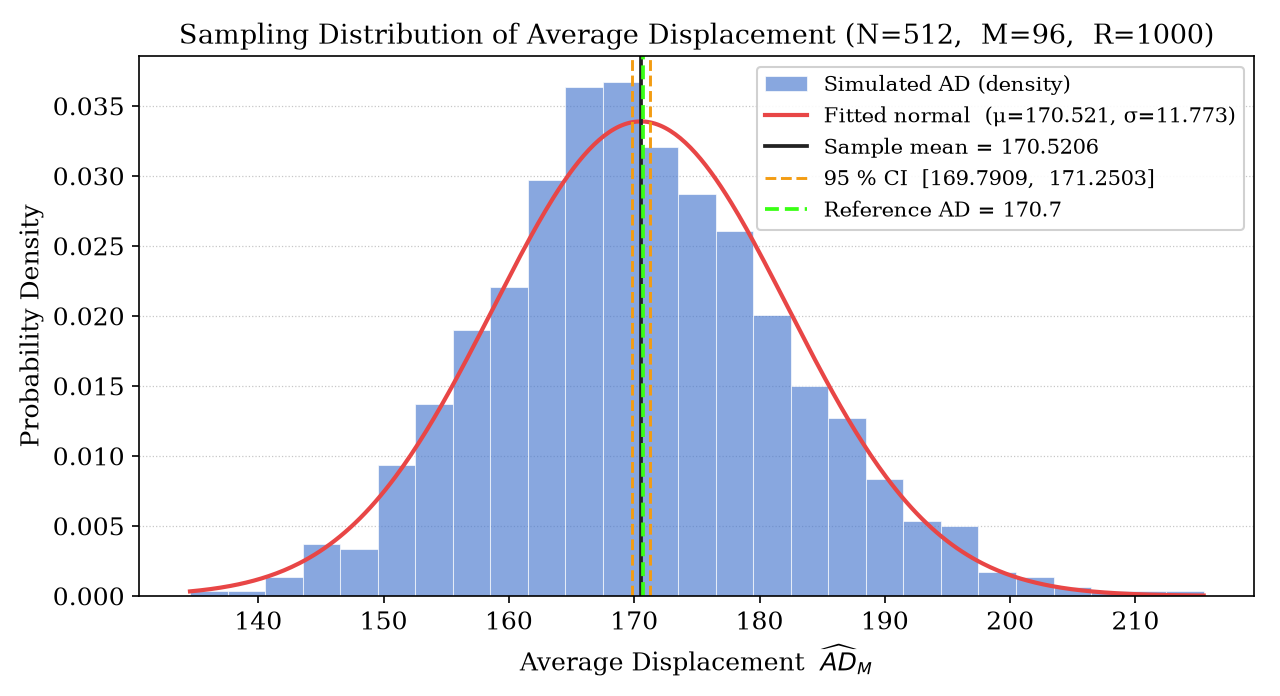 Sampling Distribution of Average Displacement (N=512,  M=96,  R=1000)
Simulated AD (density)
Fitted normal  (μ=170.521, σ=11.773)
Sample mean = 170.5206
95 % CI  [169.7909,  171.2503]
Reference AD = 170.7
Probability Density
0.035
0.030
0.025
0.020
0.015
0.010
0.005
0.000
140 150 160 170 180 190 200 210
Average Displacement  $\widehat{AD}_M$